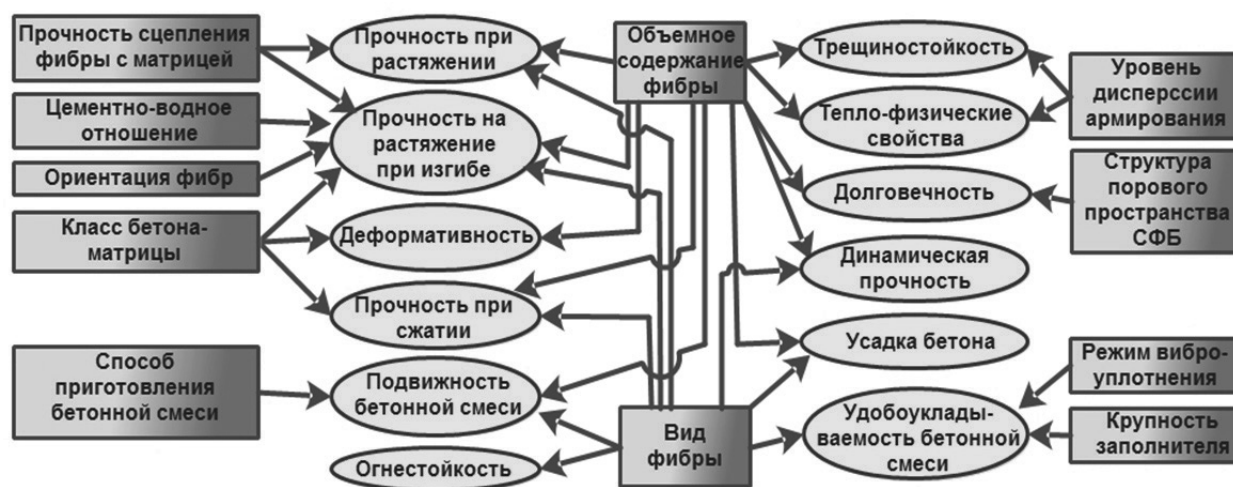 Прочность сцепления
фибры с матрицей
Цементно-водное
отношение
Ориентация фибр
Класс бетона-
матрицы
Способ
приготовления
бетонной смеси
Прочность при
растяжении
Прочность на
растяжение
при изгибе
Деформативность
Прочность при
сжатии
Подвижность
бетонной смеси
Огнестойкость
Объемное
содержание
фибры
Вид
фибры
Трещиностойкость
Тепло-физические
свойства
Долговечность
Динамическая
прочность
Усадка бетона
Удобоуклады-
ваемость бетонной
смеси
Уровень
дисперссии
армирования
Структура
порового
пространства
СФБ
Режим вибро-
уплотнения
Крупность
заполнителя